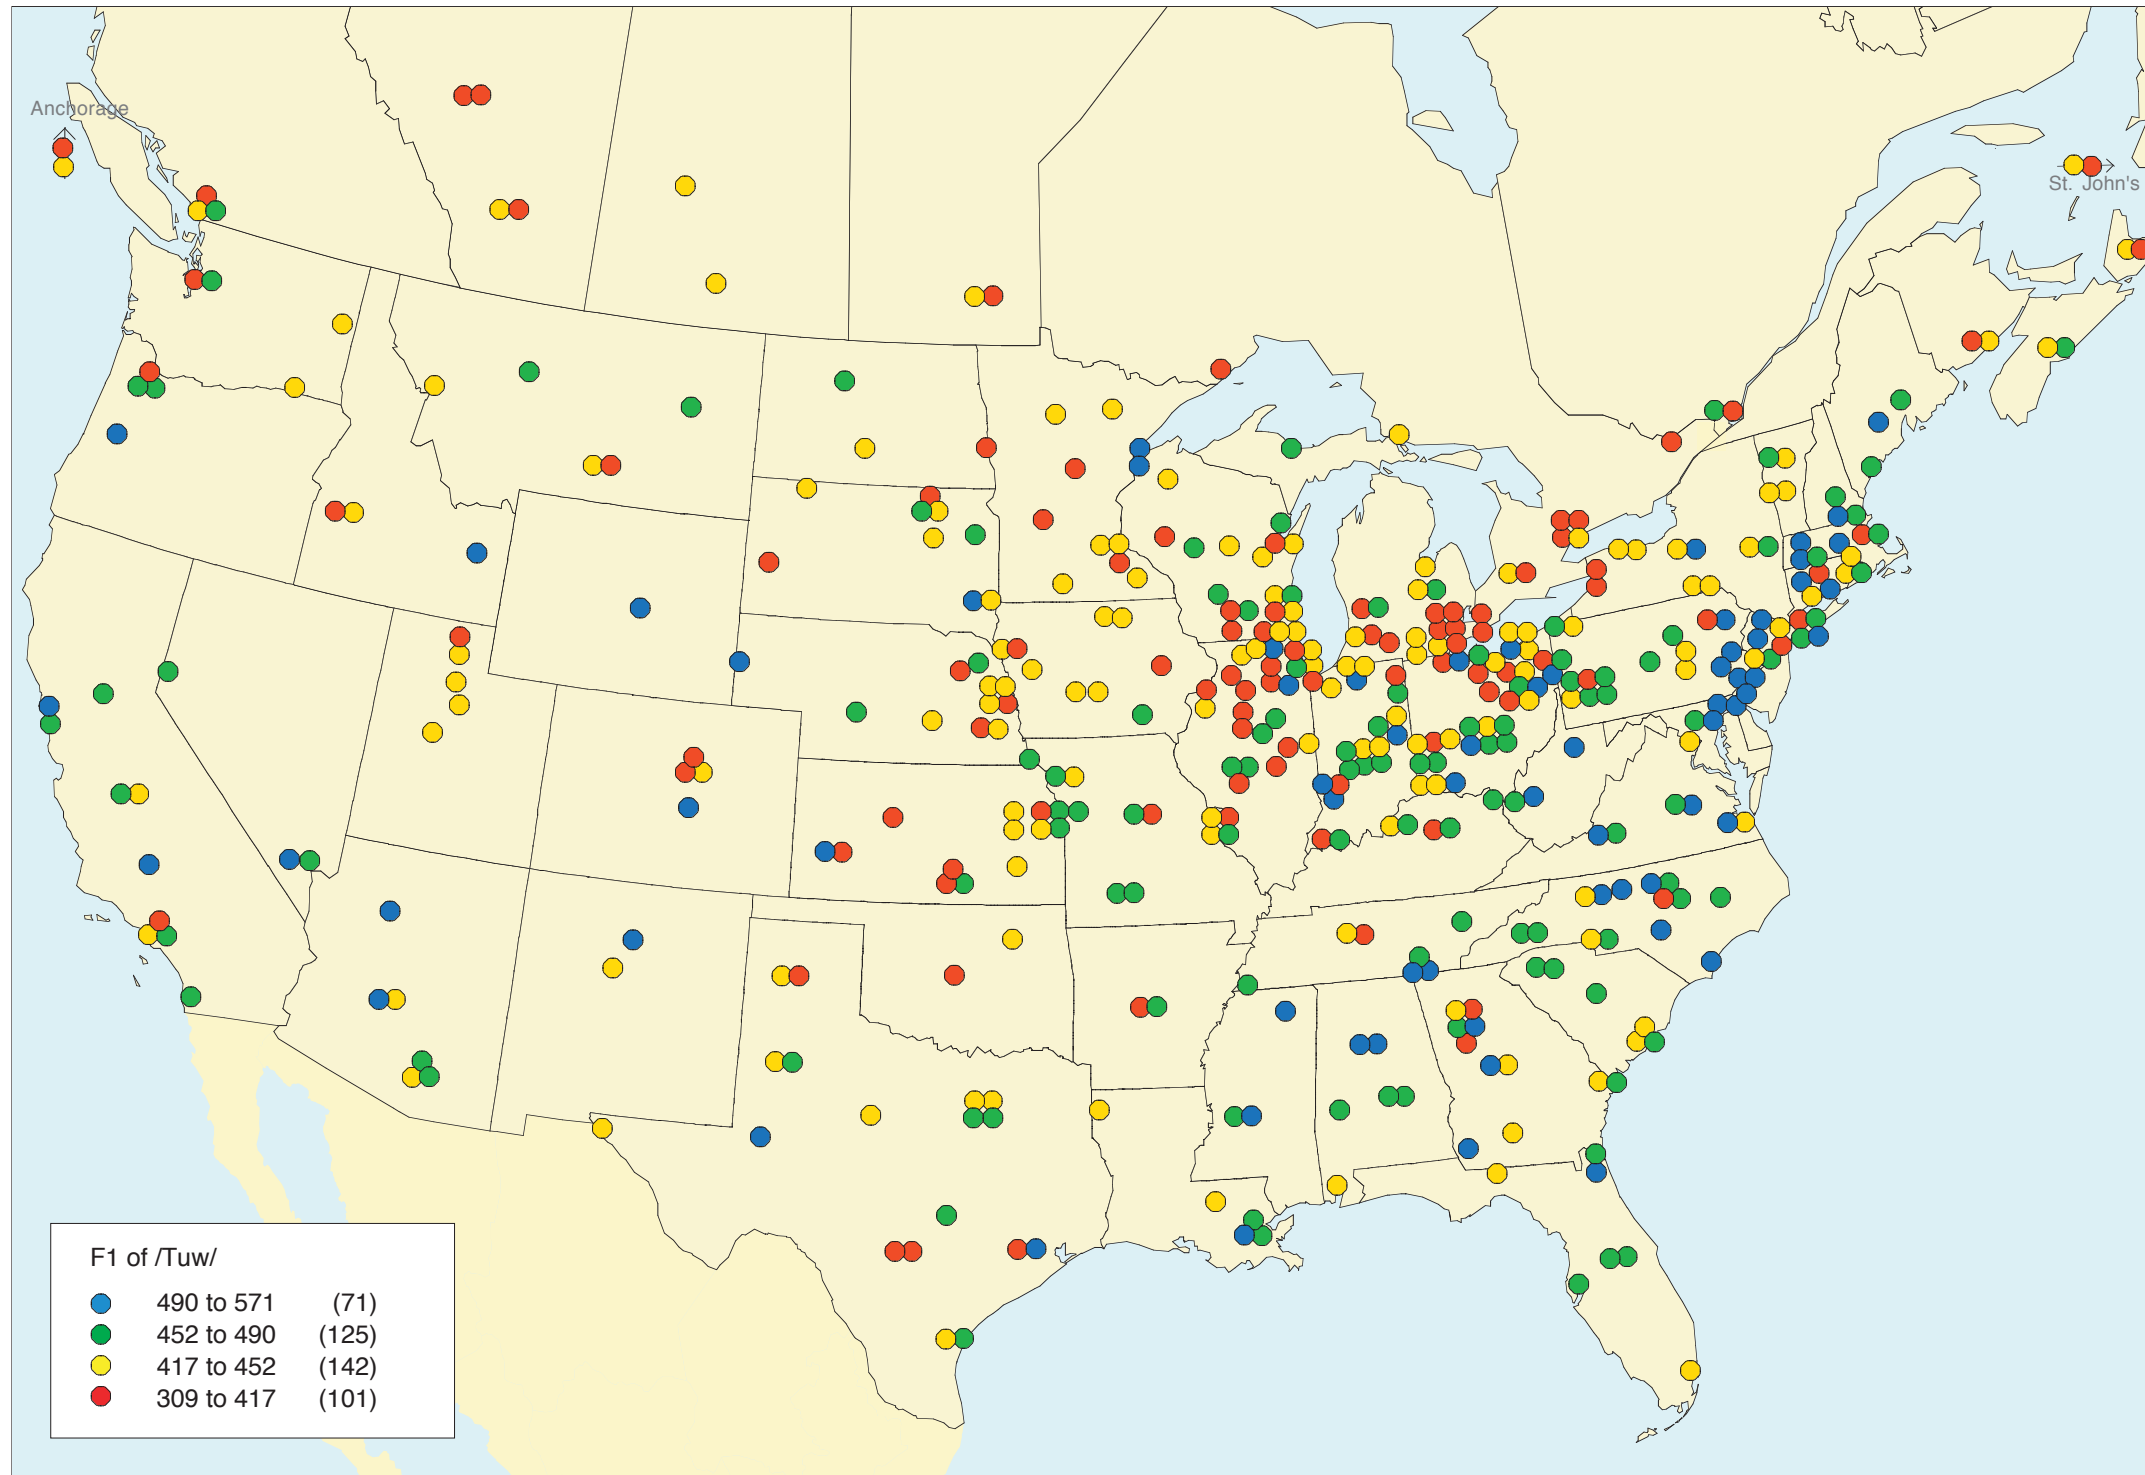 Anchorage
St. John's
F1 of /Tuw/
490 to 571 (71)
452 to 490 (125)
417 to 452 (142)
309 to 417 (101)